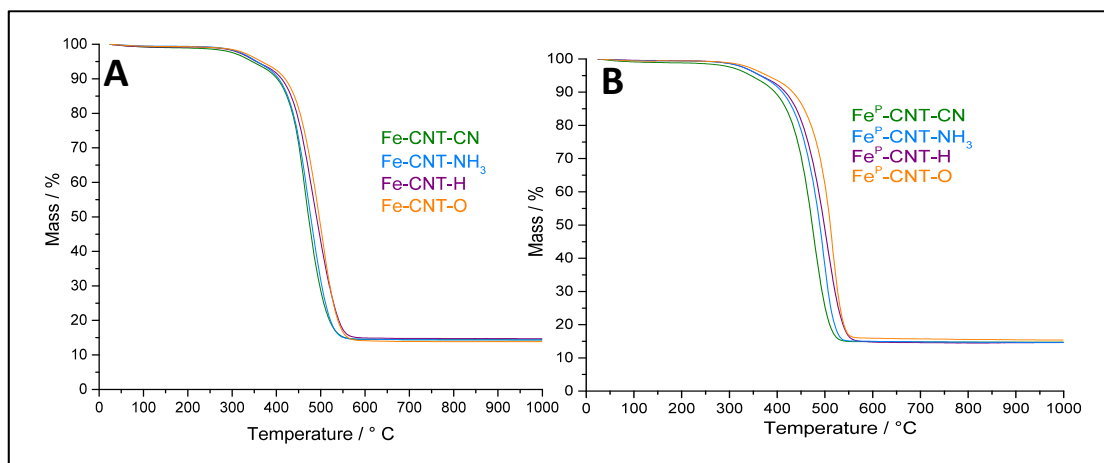 A
Mass / %
100
90
80
70
60
50
40
30
20
10
0
Fe-CNT-CN
Fe-CNT-NH₃
Fe-CNT-H
Fe-CNT-O
0 100 200 300 400 500 600 700 800 900 1000
Temperature / ° C
B
Mass / %
100
90
80
70
60
50
40
30
20
10
0
Feᴾ-CNT-CN
Feᴾ-CNT-NH₃
Feᴾ-CNT-H
Feᴾ-CNT-O
0 100 200 300 400 500 600 700 800 900 1000
Temperature / ° C